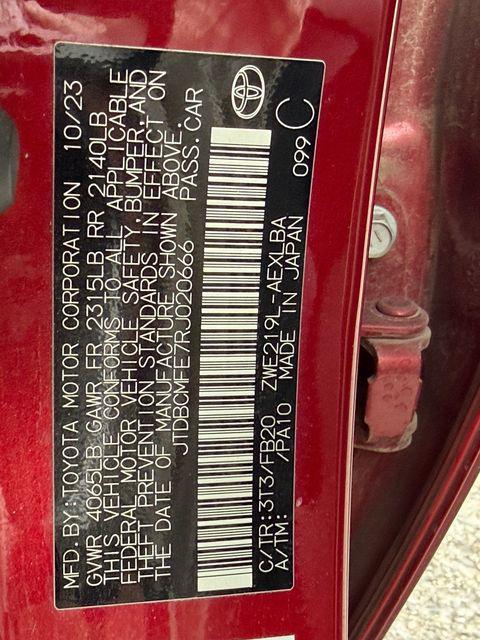 MFD.BY:TOYOTA MOTOR CORPORATION 10/23
GVWR 4065LB GAWR FR 2315LB RR 2140LB
THIS VEHICLE CONFORMS TO ALL APPLICABLE
FEDERAL MOTOR VEHICLE SAFETY,BUMPER,AND
THEFT PREVENTION STANDARDS IN EFFECT ON
THE DATE OF MANUFACTURE SHOWN ABOVE.
JTDBCMFE7RJ020666 PASS.CAR
C/TR:3T3/FB20 ZWE219L-AEXLBA
A/TM: /PA10 MADE IN JAPAN
099 C